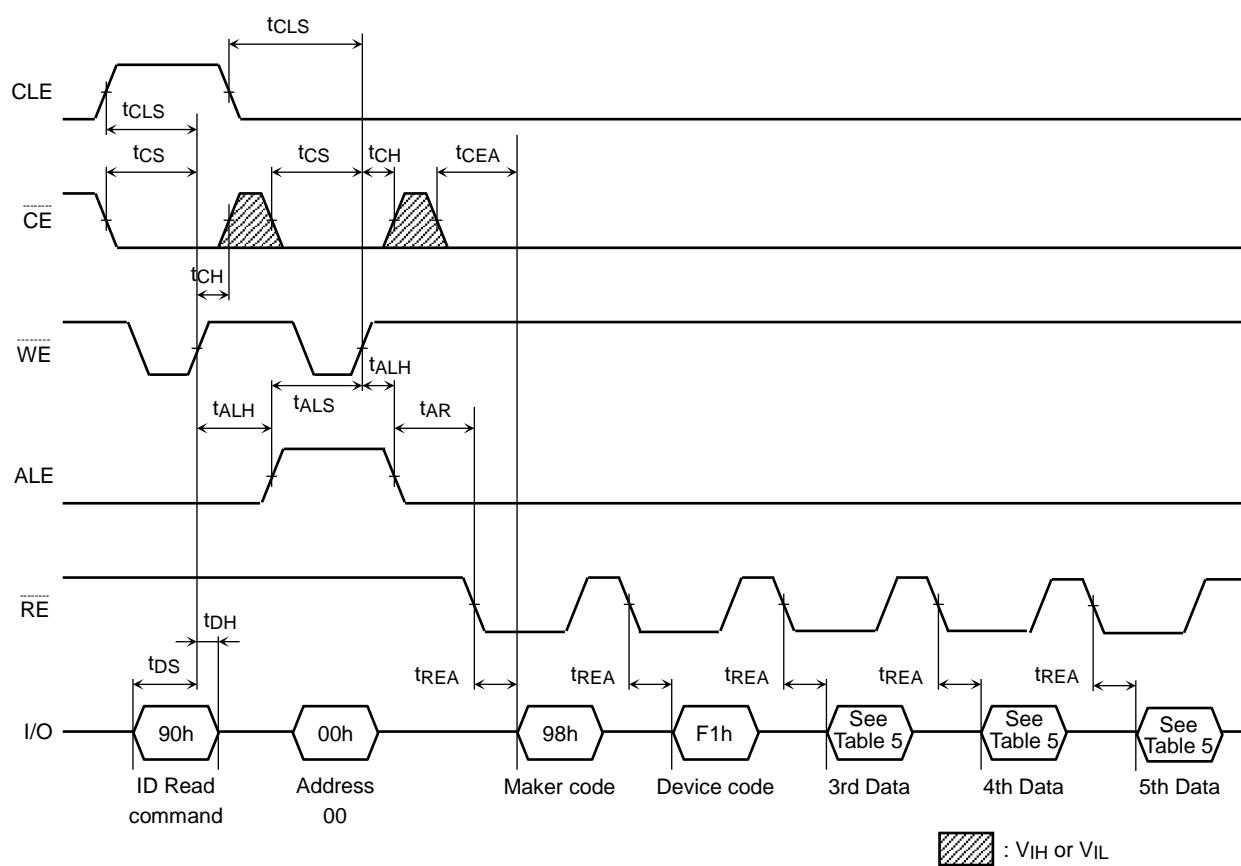 tCLS
CLE
tCLS
tCS
tCS
tCH
tCEA
CE
tCH
WE
tALH
tALH
tALS
tAR
ALE
RE
tDH
tDS
tREA
tREA
tREA
tREA
tREA
I/O
90h
00h
98h
F1h
See
Table 5
See
Table 5
See
Table 5
ID Read
command
Address
00
Maker code
Device code
3rd Data
4th Data
5th Data
: VIH or VIL